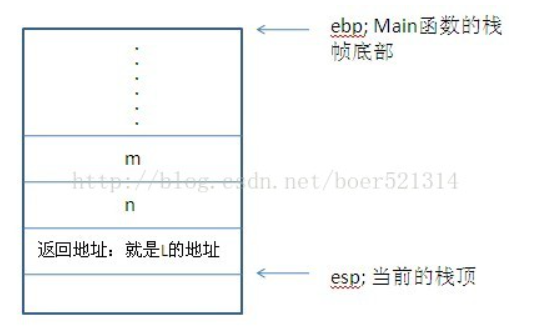 ebp; Main函数的栈
帧底部
m
n
http://blog.csdn.net/boer521314
返回地址：就是L的地址
esp; 当前的栈顶